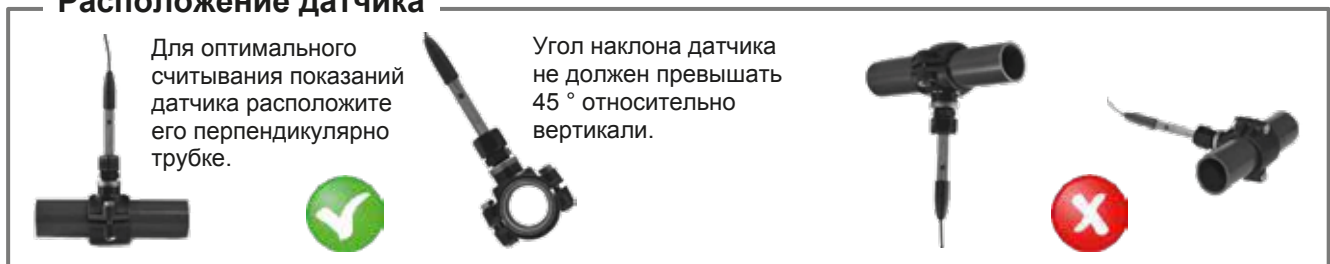 Расположение датчика
Для оптимального
считывания показаний
датчика расположите
его перпендикулярно
трубке.
Угол наклона датчика
не должен превышать
45 ° относительно
вертикали.